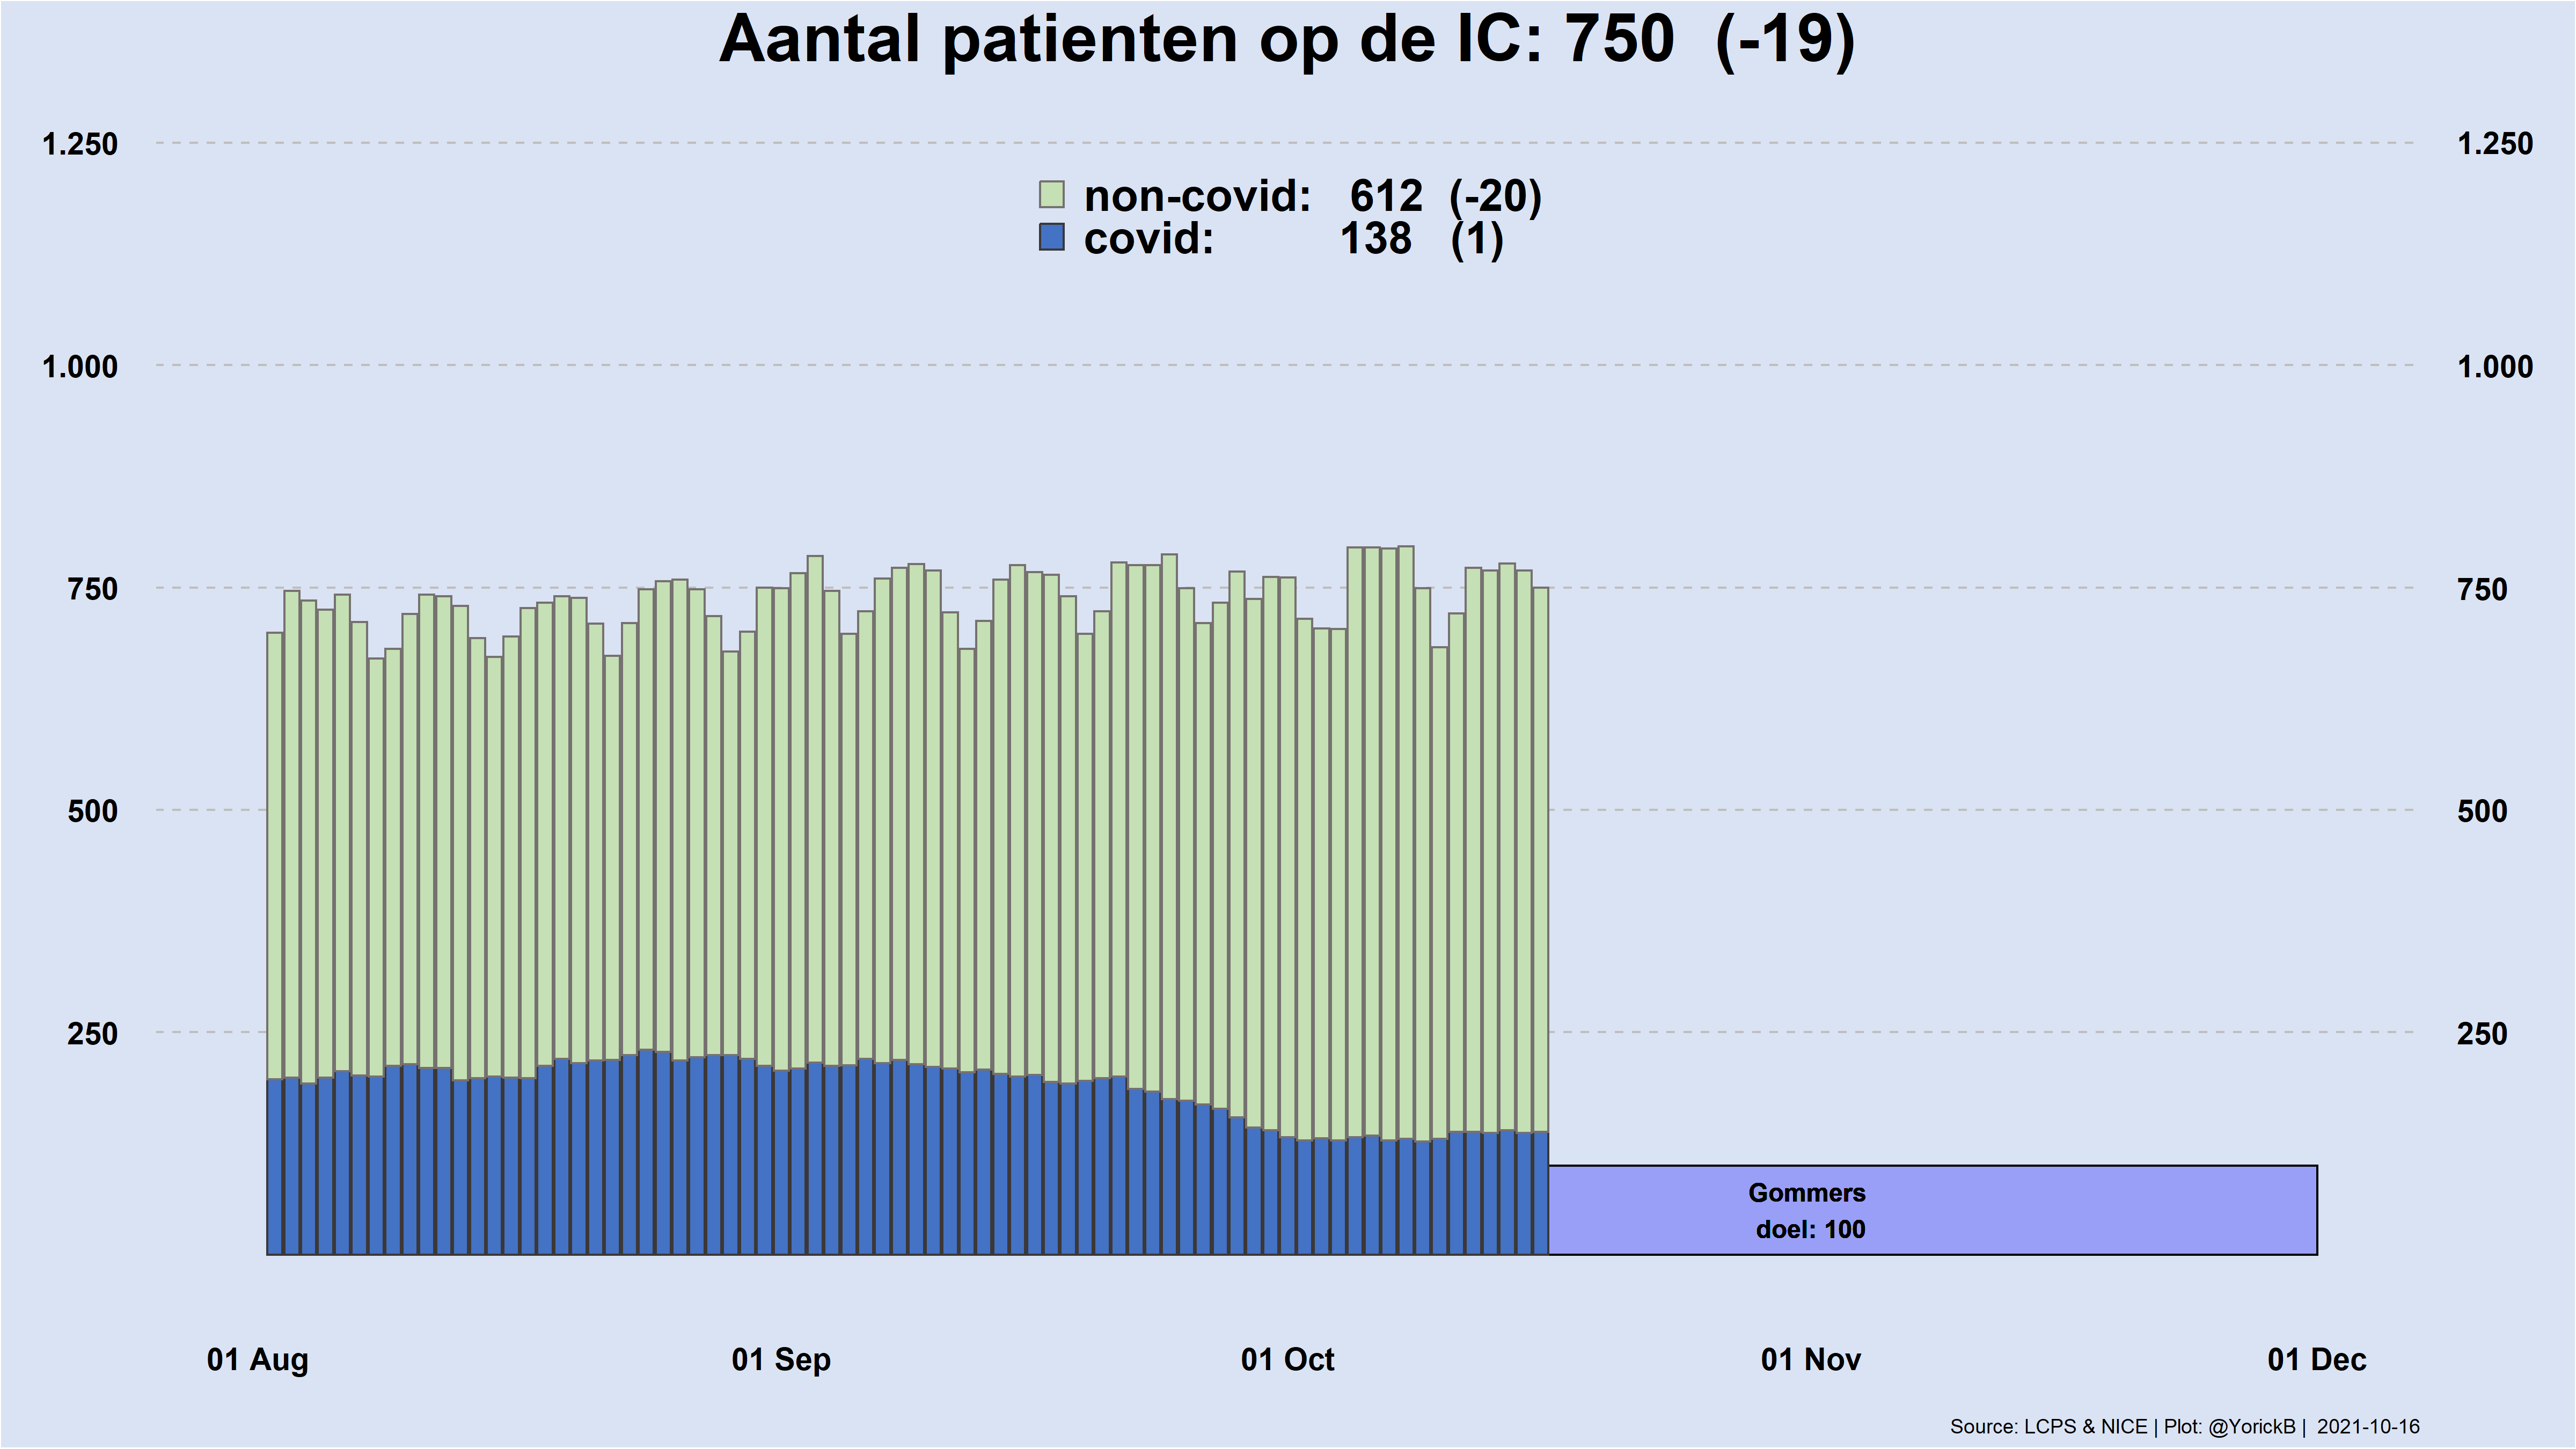 Aantal patienten op de IC: 750 (-19)
1.250 1.250
non-covid: 612 (-20)
covid: 138 (1)
1.000 1.000
750 750
500 500
250 250
Gommers
doel: 100
01 Aug 01 Sep 01 Oct 01 Nov 01 Dec
Source: LCPS & NICE | Plot: @YorickB | 2021-10-16